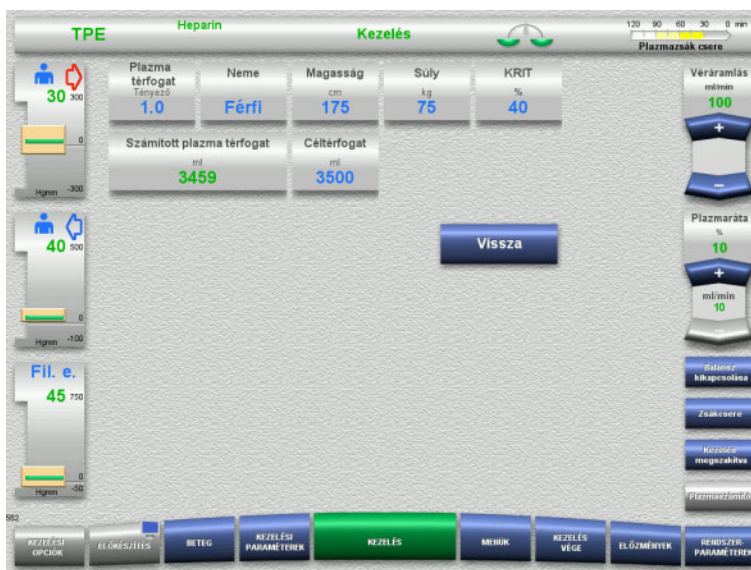 TPE
Heparin
Kezelés
120 90 60 30 0 min
Plazmazsák csere
30 300
0
Hgmm -300
Plazma térfogat
Tényező
1.0
Neme
Férfi
Magasság
cm
175
Súly
kg
75
KRIT
%
40
Számított plazma térfogat
ml
3459
Céltérfogat
ml
3500
Véráramlás
ml/min
100
+
−
40 500
0
Hgmm -100
Vissza
Plazmaráta
%
10
+
ml/min
10
−
Fil. e.
45 750
0
Hgmm -50
Balansz kikapcsolása
Zsákcsere
Kezelés megszakítva
Plazmaszámító
582
KEZELÉSI OPCIÓK
ELŐKÉSZÍTÉS
BETEG
KEZELÉSI PARAMÉTEREK
KEZELÉS
MENÜK
KEZELÉS VÉGE
ELŐZMÉNYEK
RENDSZER-PARAMÉTEREK